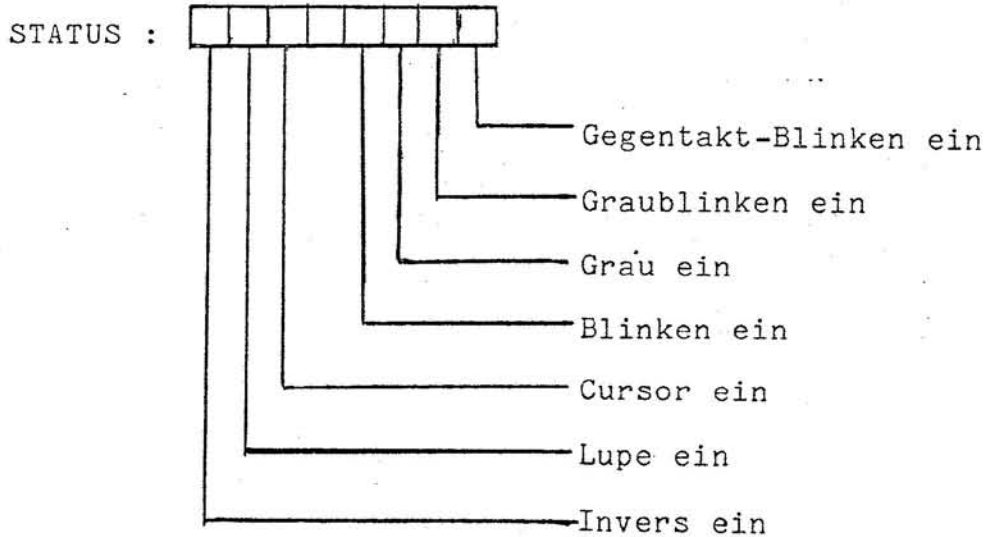 STATUS :
Gegentakt-Blinken ein
Graublinken ein
Grau ein
Blinken ein
Cursor ein
Lupe ein
Invers ein